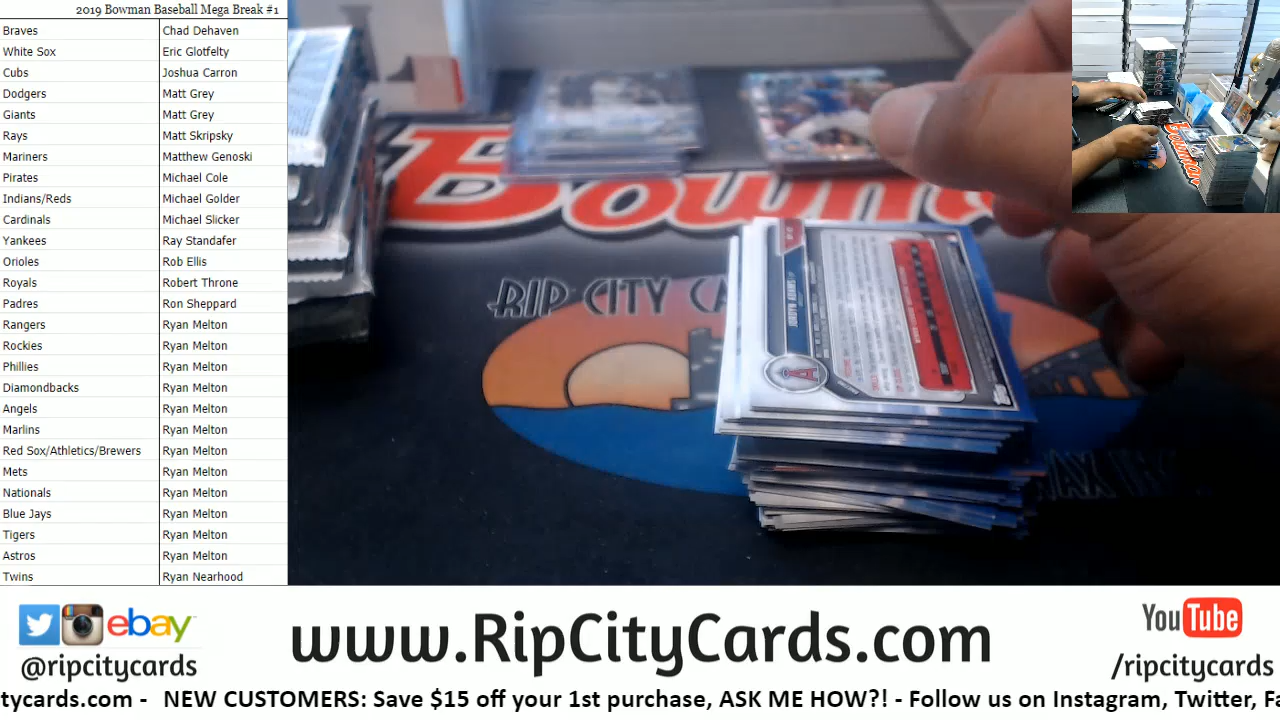 2019 Bowman Baseball Mega Break #1
Braves Chad Dehaven
White Sox Eric Glotfelty
Cubs Joshua Carron
Dodgers Matt Grey
Giants Matt Grey
Rays Matt Skripsky
Mariners Matthew Genoski
Pirates Michael Cole
Indians/Reds Michael Golder
Cardinals Michael Slicker
Yankees Ray Standafer
Orioles Rob Ellis
Royals Robert Throne
Padres Ron Sheppard
Rangers Ryan Melton
Rockies Ryan Melton
Phillies Ryan Melton
Diamondbacks Ryan Melton
Angels Ryan Melton
Marlins Ryan Melton
Red Sox/Athletics/Brewers Ryan Melton
Mets Ryan Melton
Nationals Ryan Melton
Blue Jays Ryan Melton
Tigers Ryan Melton
Astros Ryan Melton
Twins Ryan Nearhood
Bowman
RIP CITY CA
JORDYN ADAMS
A
WAX
Bowman
ebay
@ripcitycards
www.RipCityCards.com
YouTube
/ripcitycards
tycards.com - NEW CUSTOMERS: Save $15 off your 1st purchase, ASK ME HOW?! - Follow us on Instagram, Twitter, Fa